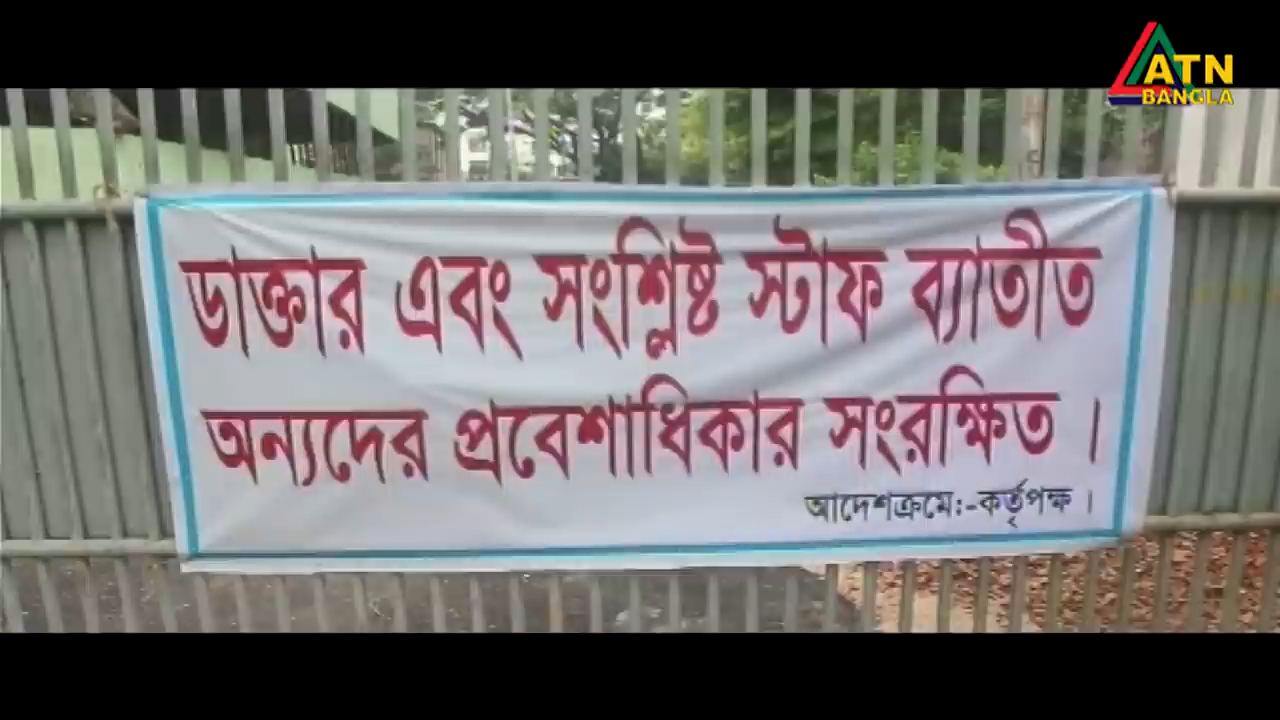 ATN
BANGLA
ডাক্তার এবং সংশ্লিষ্ট স্টাফ ব্যাতীত
অন্যদের প্রবেশাধিকার সংরক্ষিত ।
আদেশক্রমে:-কর্তৃপক্ষ ।